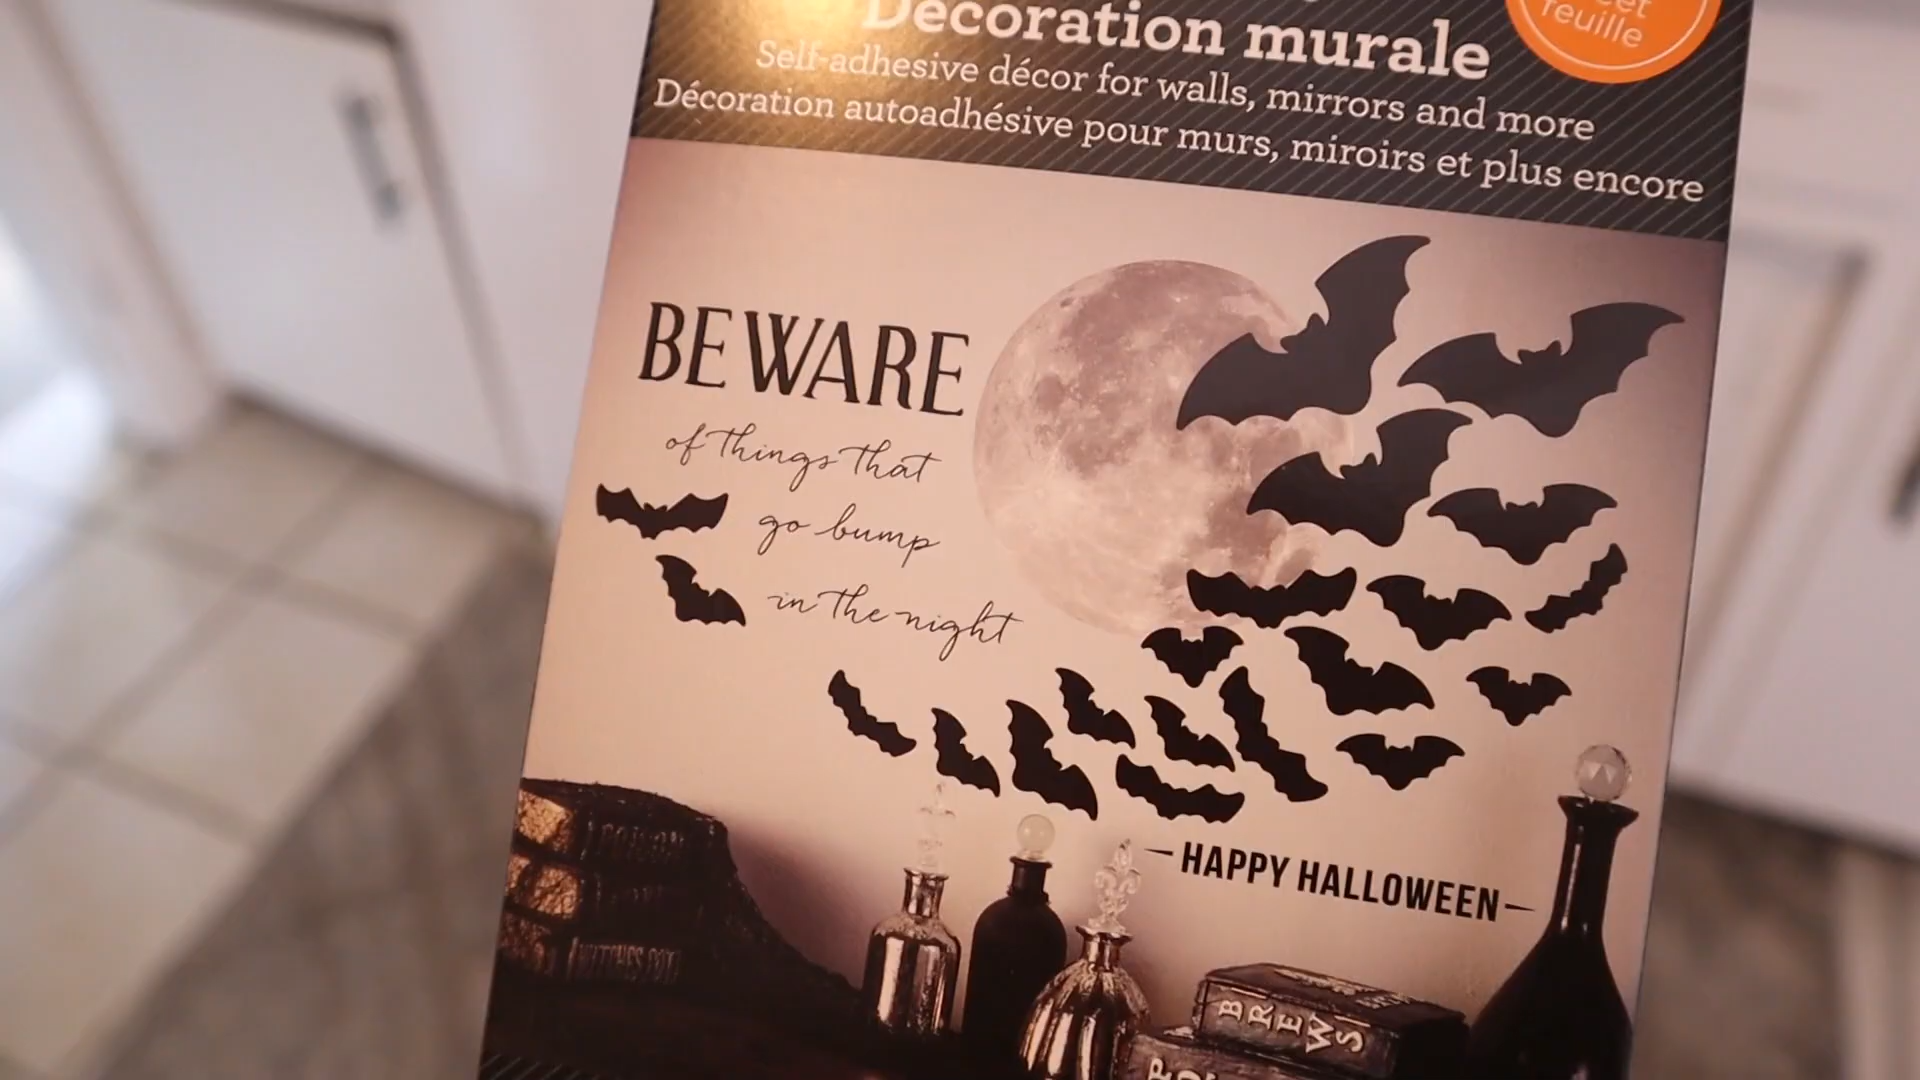 Décoration murale
feuille
Self-adhesive décor for walls, mirrors and more
Décoration autoadhésive pour murs, miroirs et plus encore
BEWARE
of things that
go bump
in the night
HAPPY HALLOWEEN
POISON
BREWS